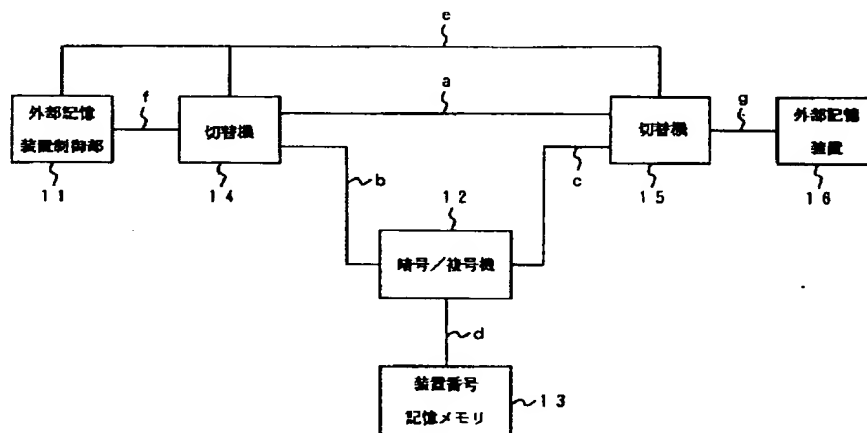 e
a
f
g
外部記憶
装置制御部
切替機
切替機
外部記憶
装置
11
14
15
16
b
c
12
暗号/複号機
d
装置番号
記憶メモリ
13